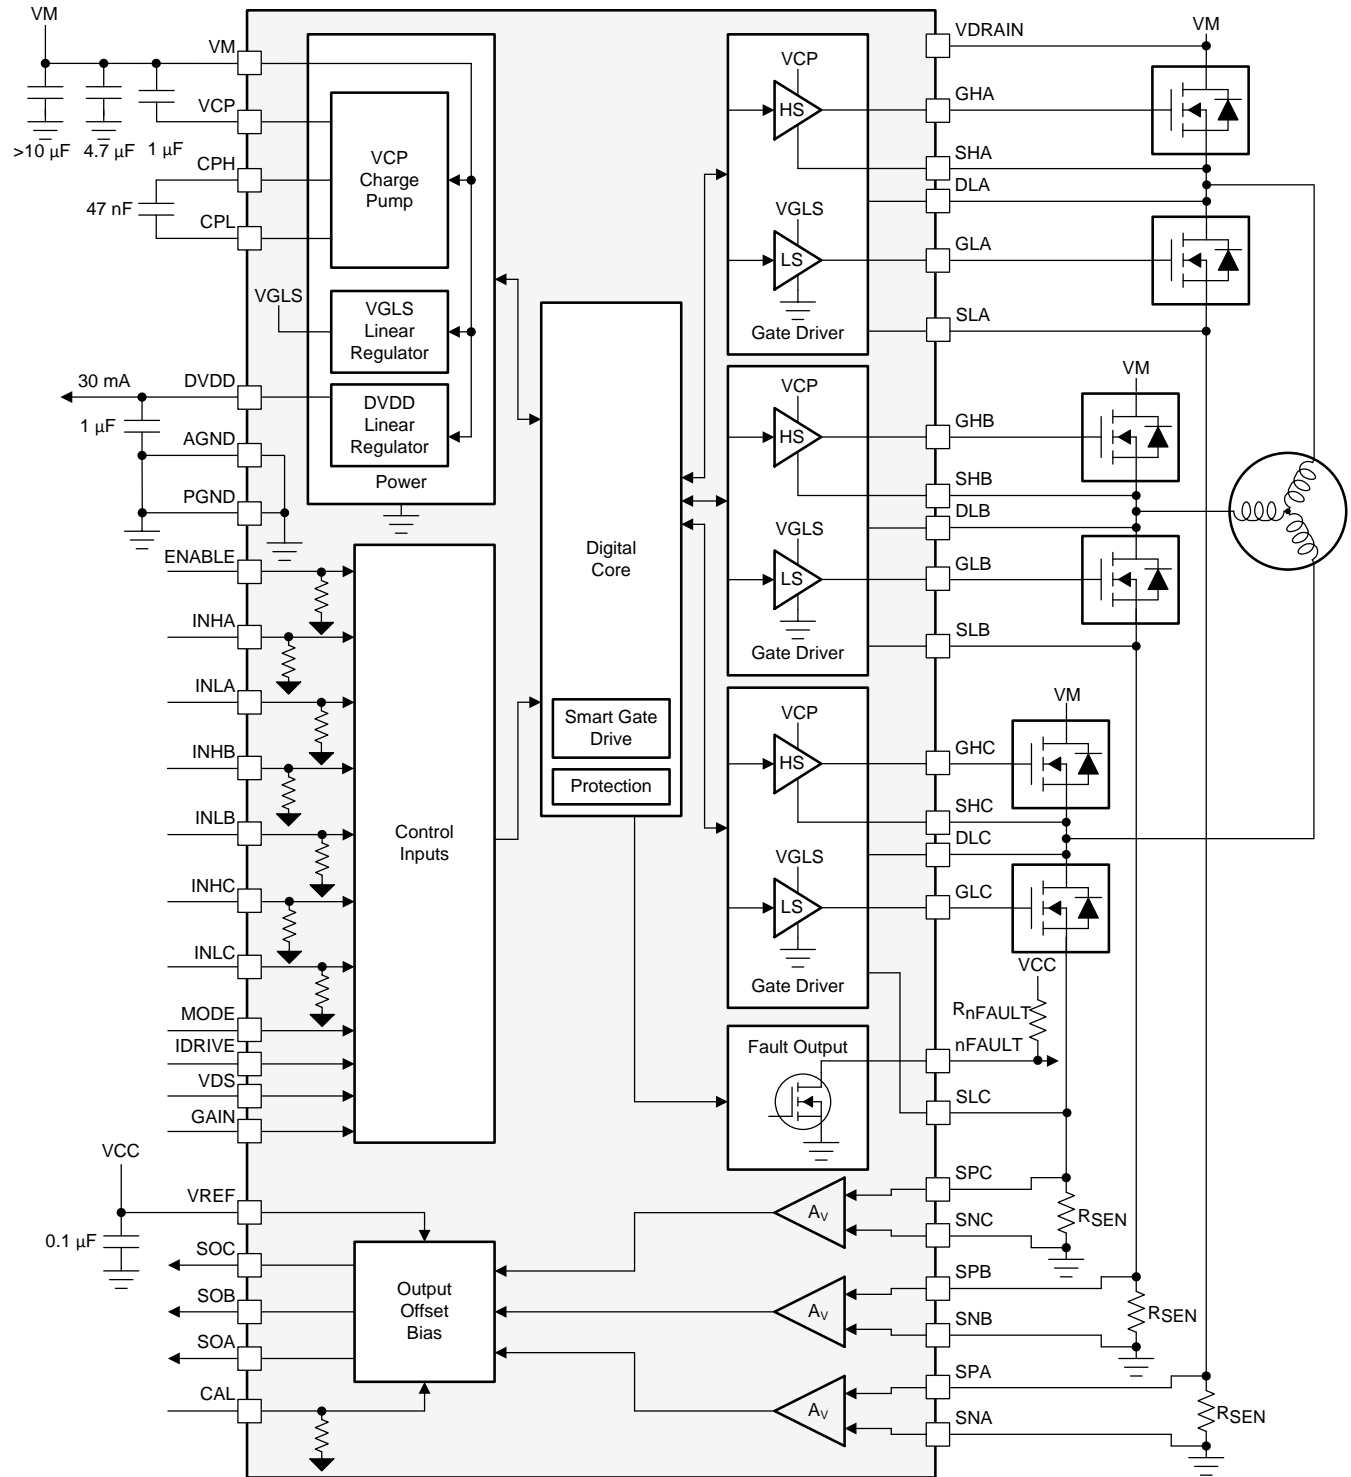 VM
VM
>10 µF
4.7 µF
1 µF
VCP
CPH
47 nF
CPL
VCP
Charge
Pump
VGLS
VGLS
Linear
Regulator
30 mA
DVDD
1 µF
DVDD
Linear
Regulator
AGND
PGND
Power
ENABLE
INHA
INLA
INHB
INLB
INHC
INLC
MODE
IDRIVE
VDS
GAIN
Control
Inputs
Digital
Core
Smart Gate
Drive
Protection
VCP
HS
VGLS
LS
Gate Driver
VCP
HS
VGLS
LS
Gate Driver
VCP
HS
VGLS
LS
Gate Driver
Fault Output
VDRAIN
VM
GHA
SHA
DLA
GLA
SLA
VM
GHB
SHB
DLB
GLB
SLB
VM
GHC
SHC
DLC
GLC
VCC
RnFAULT
nFAULT
SLC
SPC
SNC
RSEN
SPB
SNB
RSEN
SPA
SNA
RSEN
AV
AV
AV
VCC
VREF
0.1 µF
SOC
SOB
SOA
CAL
Output
Offset
Bias